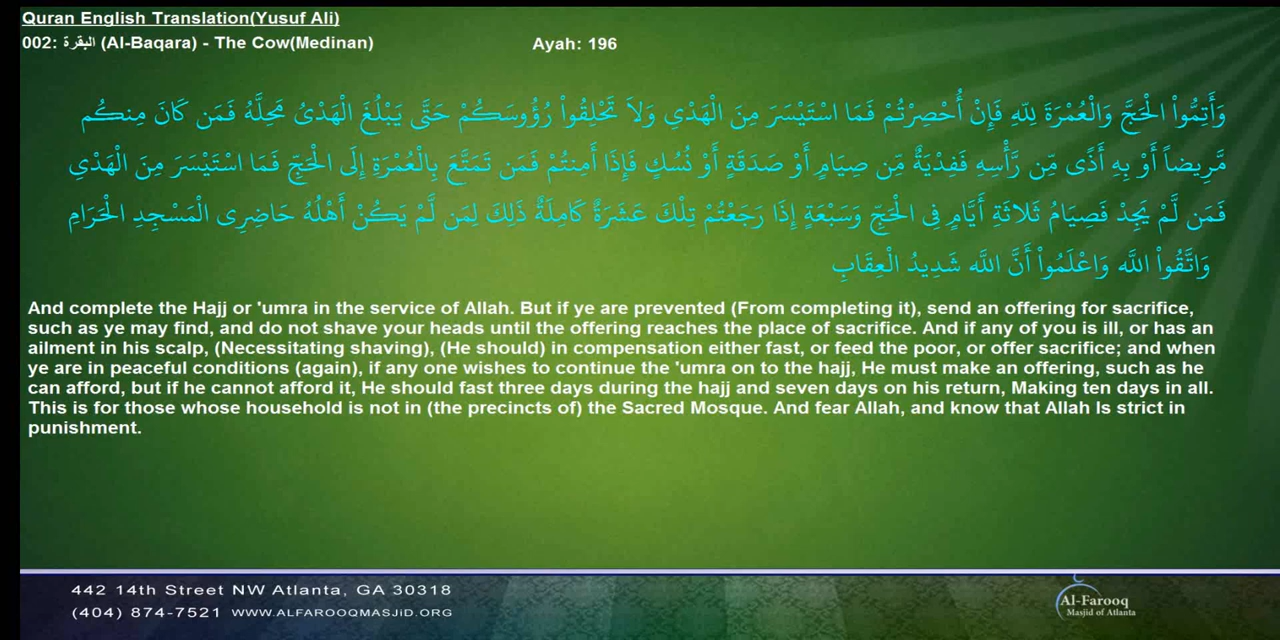 Quran English Translation(Yusuf Ali)
002: البقرة (Al-Baqara) - The Cow(Medinan) Ayah: 196
وَأَتِمُّواْ الْحَجَّ وَالْعُمْرَةَ لِلّهِ فَإِنْ أُحْصِرْتُمْ فَمَا اسْتَيْسَرَ مِنَ الْهَدْيِ وَلاَ تَحْلِقُواْ رُؤُوسَكُمْ حَتَّى يَبْلُغَ الْهَدْىُ مَحِلَّهُ فَمَن كَانَ مِنكُم
مَّرِيضاً أَوْ بِهِ أَذًى مِّن رَّأْسِهِ فَفِدْيَةٌ مِّن صِيَامٍ أَوْ صَدَقَةٍ أَوْ نُسُكٍ فَإِذَا أَمِنتُمْ فَمَن تَمَتَّعَ بِالْعُمْرَةِ إِلَى الْحَجِّ فَمَا اسْتَيْسَرَ مِنَ الْهَدْيِ
فَمَن لَّمْ يَجِدْ فَصِيَامُ ثَلاثَةِ أَيَّامٍ فِى الْحَجِّ وَسَبْعَةٍ إِذَا رَجَعْتُمْ تِلْكَ عَشَرَةٌ كَامِلَةٌ ذَلِكَ لِمَن لَّمْ يَكُنْ أَهْلُهُ حَاضِرِى الْمَسْجِدِ الْحَرَامِ
وَاتَّقُواْ اللَّه وَاعْلَمُواْ أَنَّ اللَّه شَدِيدُ الْعِقَابِ
And complete the Hajj or 'umra in the service of Allah. But if ye are prevented (From completing it), send an offering for sacrifice,
such as ye may find, and do not shave your heads until the offering reaches the place of sacrifice. And if any of you is ill, or has an
ailment in his scalp, (Necessitating shaving), (He should) in compensation either fast, or feed the poor, or offer sacrifice; and when
ye are in peaceful conditions (again), if any one wishes to continue the 'umra on to the hajj, He must make an offering, such as he
can afford, but if he cannot afford it, He should fast three days during the hajj and seven days on his return, Making ten days in all.
This is for those whose household is not in (the precincts of) the Sacred Mosque. And fear Allah, and know that Allah Is strict in
punishment.
442 14th Street NW Atlanta, GA 30318
(404) 874-7521 WWW.ALFAROOQMASJiD.ORG
Al-Farooq
Masjid of Atlanta